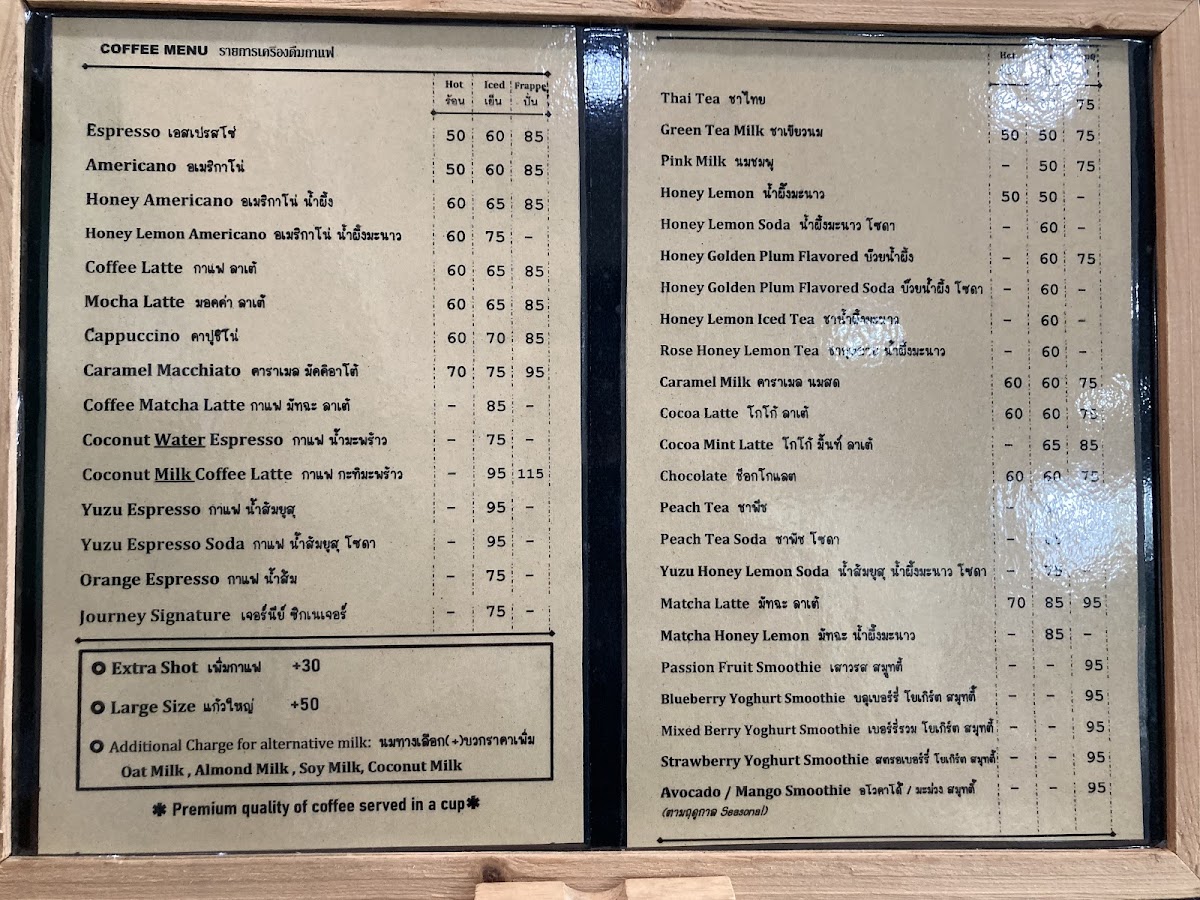 COFFEE MENU รายการเครื่องดื่มกาแฟ
Hot Iced Frappe
ร้อน เย็น ปั่น
Espresso เอสเปรสโซ่ 50 60 85
Americano อเมริกาโน่ 50 60 85
Honey Americano อเมริกาโน่ น้ำผึ้ง 60 65 85
Honey Lemon Americano อเมริกาโน่ น้ำผึ้งมะนาว 60 75 -
Coffee Latte กาแฟ ลาเต้ 60 65 85
Mocha Latte มอคค่า ลาเต้ 60 65 85
Cappuccino คาปูชิโน่ 60 70 85
Caramel Macchiato คาราเมล มัคคิอาโต้ 70 75 95
Coffee Matcha Latte กาแฟ มัทฉะ ลาเต้ - 85 -
Coconut Water Espresso กาแฟ น้ำมะพร้าว - 75 -
Coconut Milk Coffee Latte กาแฟ กะทิมะพร้าว - 95 115
Yuzu Espresso กาแฟ น้ำส้มยูสุ - 95 -
Yuzu Espresso Soda กาแฟ น้ำส้มยูสุ โซดา - 95 -
Orange Espresso กาแฟ น้ำส้ม - 75 -
Journey Signature เจอร์นีย์ ซิกเนเจอร์ - 75 -
Extra Shot เพิ่มกาแฟ +30
Large Size แก้วใหญ่ +50
Additional Charge for alternative milk: นมทางเลือก(+)บวกราคาเพิ่ม
Oat Milk , Almond Milk , Soy Milk, Coconut Milk
✱ Premium quality of coffee served in a cup✱
Hot
Thai Tea ชาไทย 75
Green Tea Milk ชาเขียวนม 50 50 75
Pink Milk นมชมพู - 50 75
Honey Lemon น้ำผึ้งมะนาว 50 50 -
Honey Lemon Soda น้ำผึ้งมะนาว โซดา - 60 -
Honey Golden Plum Flavored บ๊วยน้ำผึ้ง - 60 75
Honey Golden Plum Flavored Soda บ๊วยน้ำผึ้ง โซดา - 60 -
Honey Lemon Iced Tea ชาน้ำผึ้งมะนาว - 60 -
Rose Honey Lemon Tea น้ำผึ้งมะนาว - 60 -
Caramel Milk คาราเมล นมสด 60 60 75
Cocoa Latte โกโก้ ลาเต้ 60 60 75
Cocoa Mint Latte โกโก้ มิ้นท์ ลาเต้ - 65 85
Chocolate ช็อกโกแลต 60 60 75
Peach Tea ชาพีช -
Peach Tea Soda ชาพีช โซดา -
Yuzu Honey Lemon Soda น้ำส้มยูสุ น้ำผึ้งมะนาว โซดา - 75
Matcha Latte มัทฉะ ลาเต้ 70 85 95
Matcha Honey Lemon มัทฉะ น้ำผึ้งมะนาว - 85 -
Passion Fruit Smoothie เสาวรส สมูทตี้ - - 95
Blueberry Yoghurt Smoothie บลูเบอร์รี่ โยเกิร์ต สมูทตี้ - - 95
Mixed Berry Yoghurt Smoothie เบอร์รี่รวม โยเกิร์ต สมูทตี้ - - 95
Strawberry Yoghurt Smoothie สตรอเบอร์รี่ โยเกิร์ต สมูทตี้ - - 95
Avocado / Mango Smoothie อโวคาโด้ / มะม่วง สมูทตี้ - - 95
(ตามฤดูกาล Seasonal)